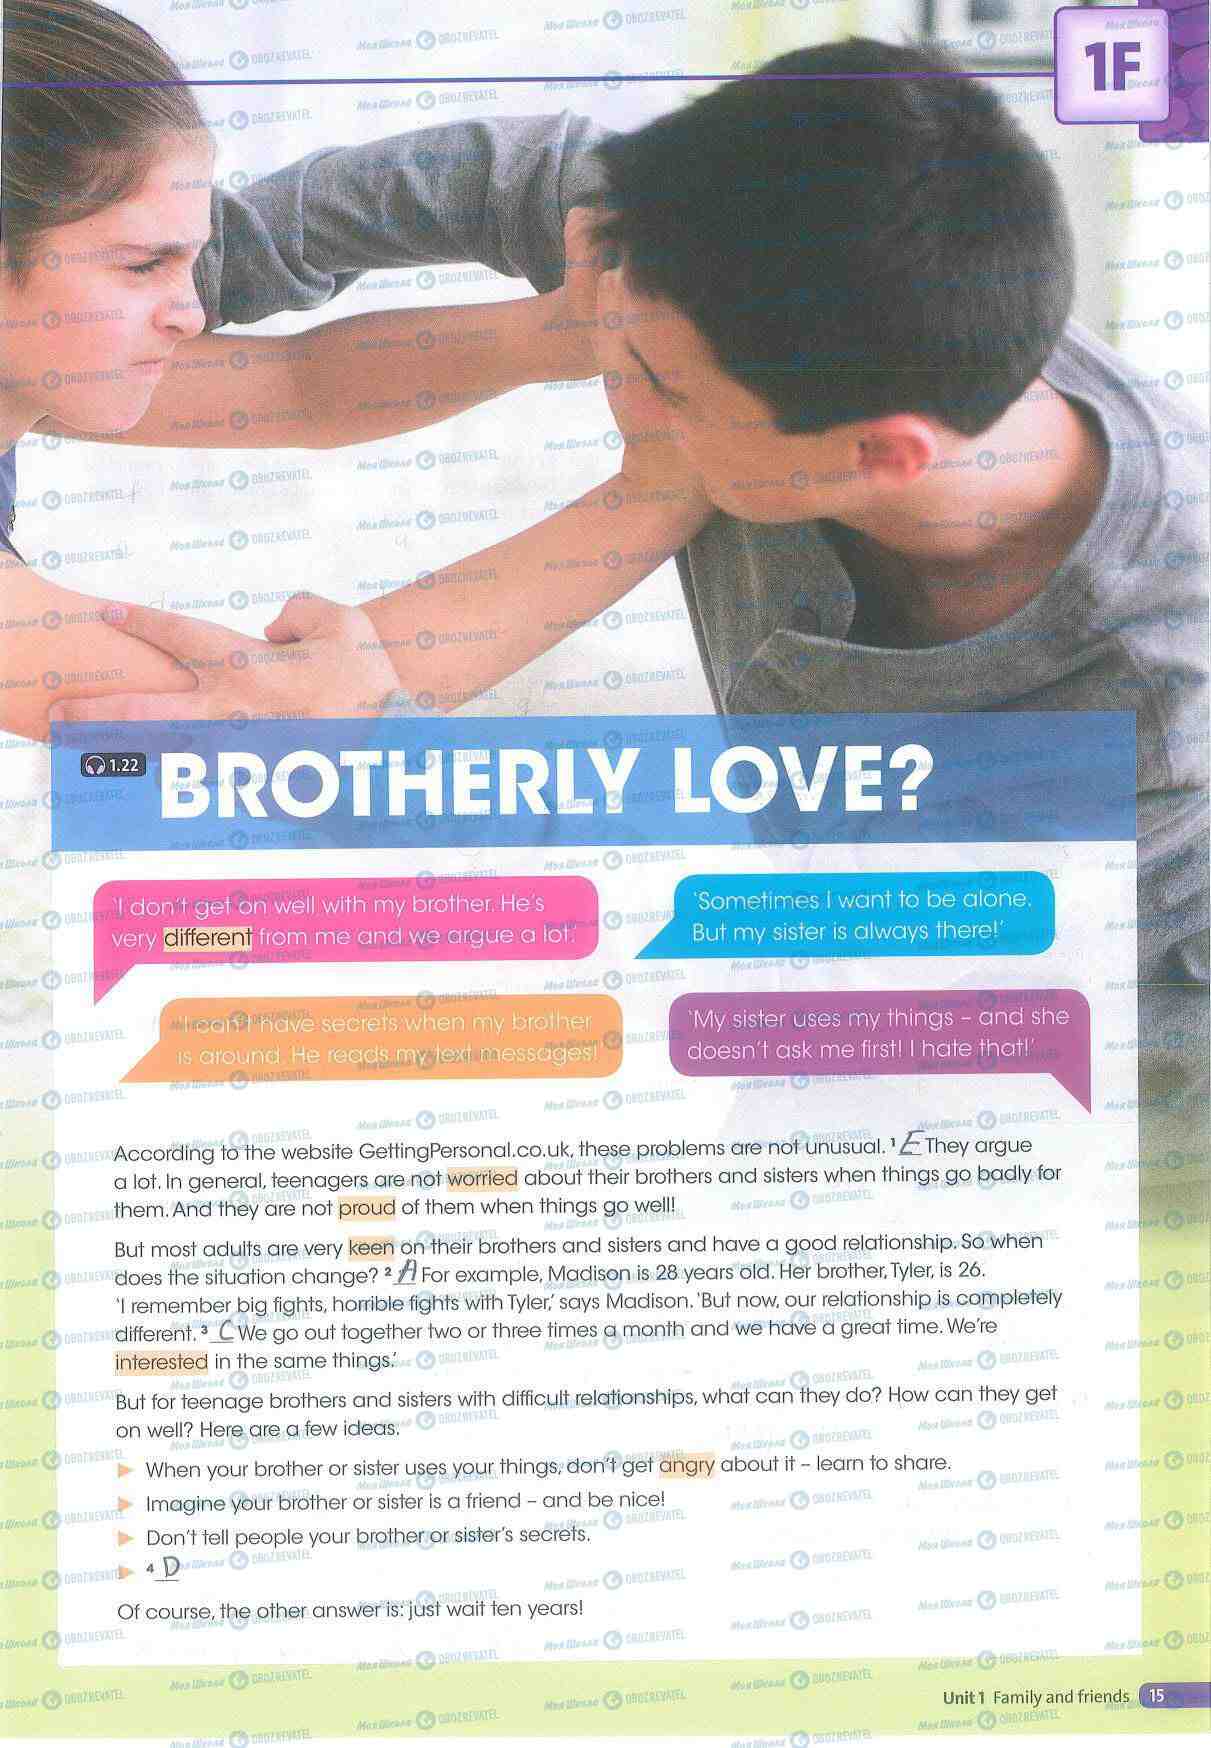 1F
1.22
BROTHERLY LOVE?
'I don't get on well with my brother. He's
very different from me and we argue a lot.'
'Sometimes I want to be alone.
But my sister is always there!'
'I can't have secrets when my brother
is around. He reads my text messages!
'My sister uses my things – and she
doesn't ask me first! I hate that!'
According to the website GettingPersonal.co.uk, these problems are not unusual. 1 E They argue
a lot. In general, teenagers are not worried about their brothers and sisters when things go badly for
them. And they are not proud of them when things go well!
But most adults are very keen on their brothers and sisters and have a good relationship. So when
does the situation change? 2 A For example, Madison is 28 years old. Her brother, Tyler, is 26.
'I remember big fights, horrible fights with Tyler,' says Madison. 'But now, our relationship is completely
different. 3 C We go out together two or three times a month and we have a great time. We're
interested in the same things.'
But for teenage brothers and sisters with difficult relationships, what can they do? How can they get
on well? Here are a few ideas.
When your brother or sister uses your things, don't get angry about it – learn to share.
Imagine your brother or sister is a friend – and be nice!
Don't tell people your brother or sister's secrets.
4 D
Of course, the other answer is: just wait ten years!
Unit 1 Family and friends 15
Моя Школа OBOZREVATEL